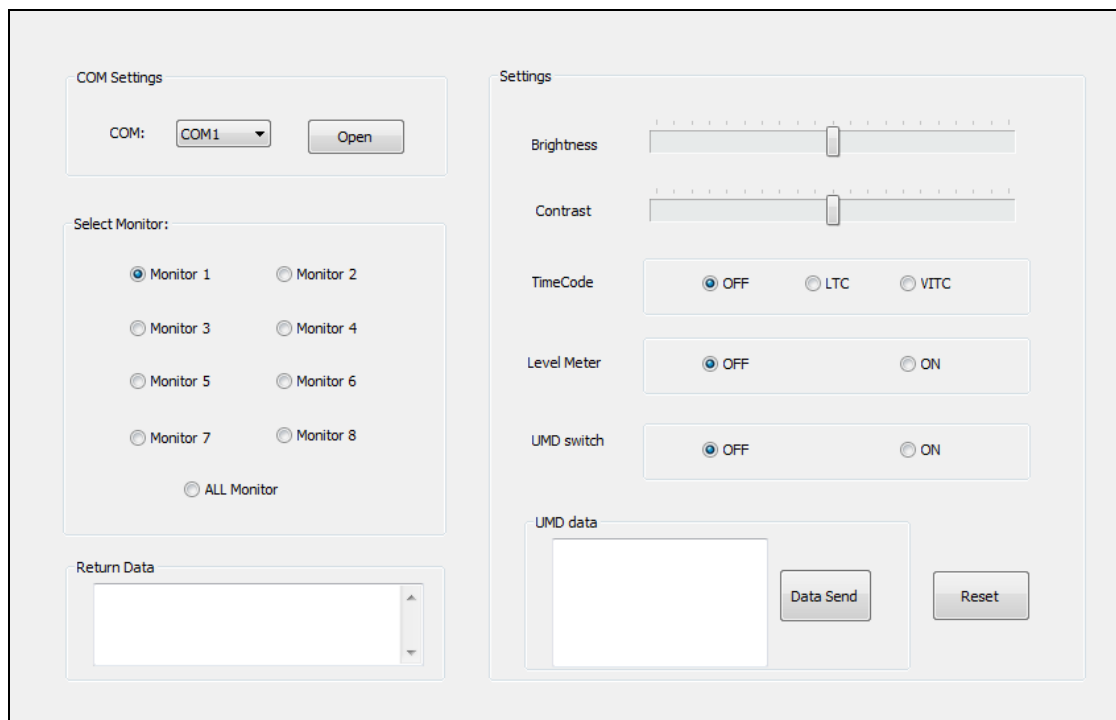 COM Settings
COM:
COM1
Open
Select Monitor:
Monitor 1
Monitor 2
Monitor 3
Monitor 4
Monitor 5
Monitor 6
Monitor 7
Monitor 8
ALL Monitor
Return Data
Settings
Brightness
Contrast
TimeCode
OFF
LTC
VITC
Level Meter
OFF
ON
UMD switch
OFF
ON
UMD data
Data Send
Reset